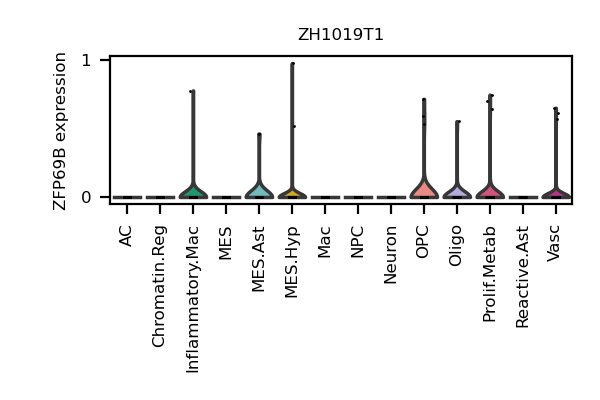 ZH1019T1
ZFP69B expression
1
0
AC
Chromatin.Reg
Inflammatory.Mac
MES
MES.Ast
MES.Hyp
Mac
NPC
Neuron
OPC
Oligo
Prolif.Metab
Reactive.Ast
Vasc